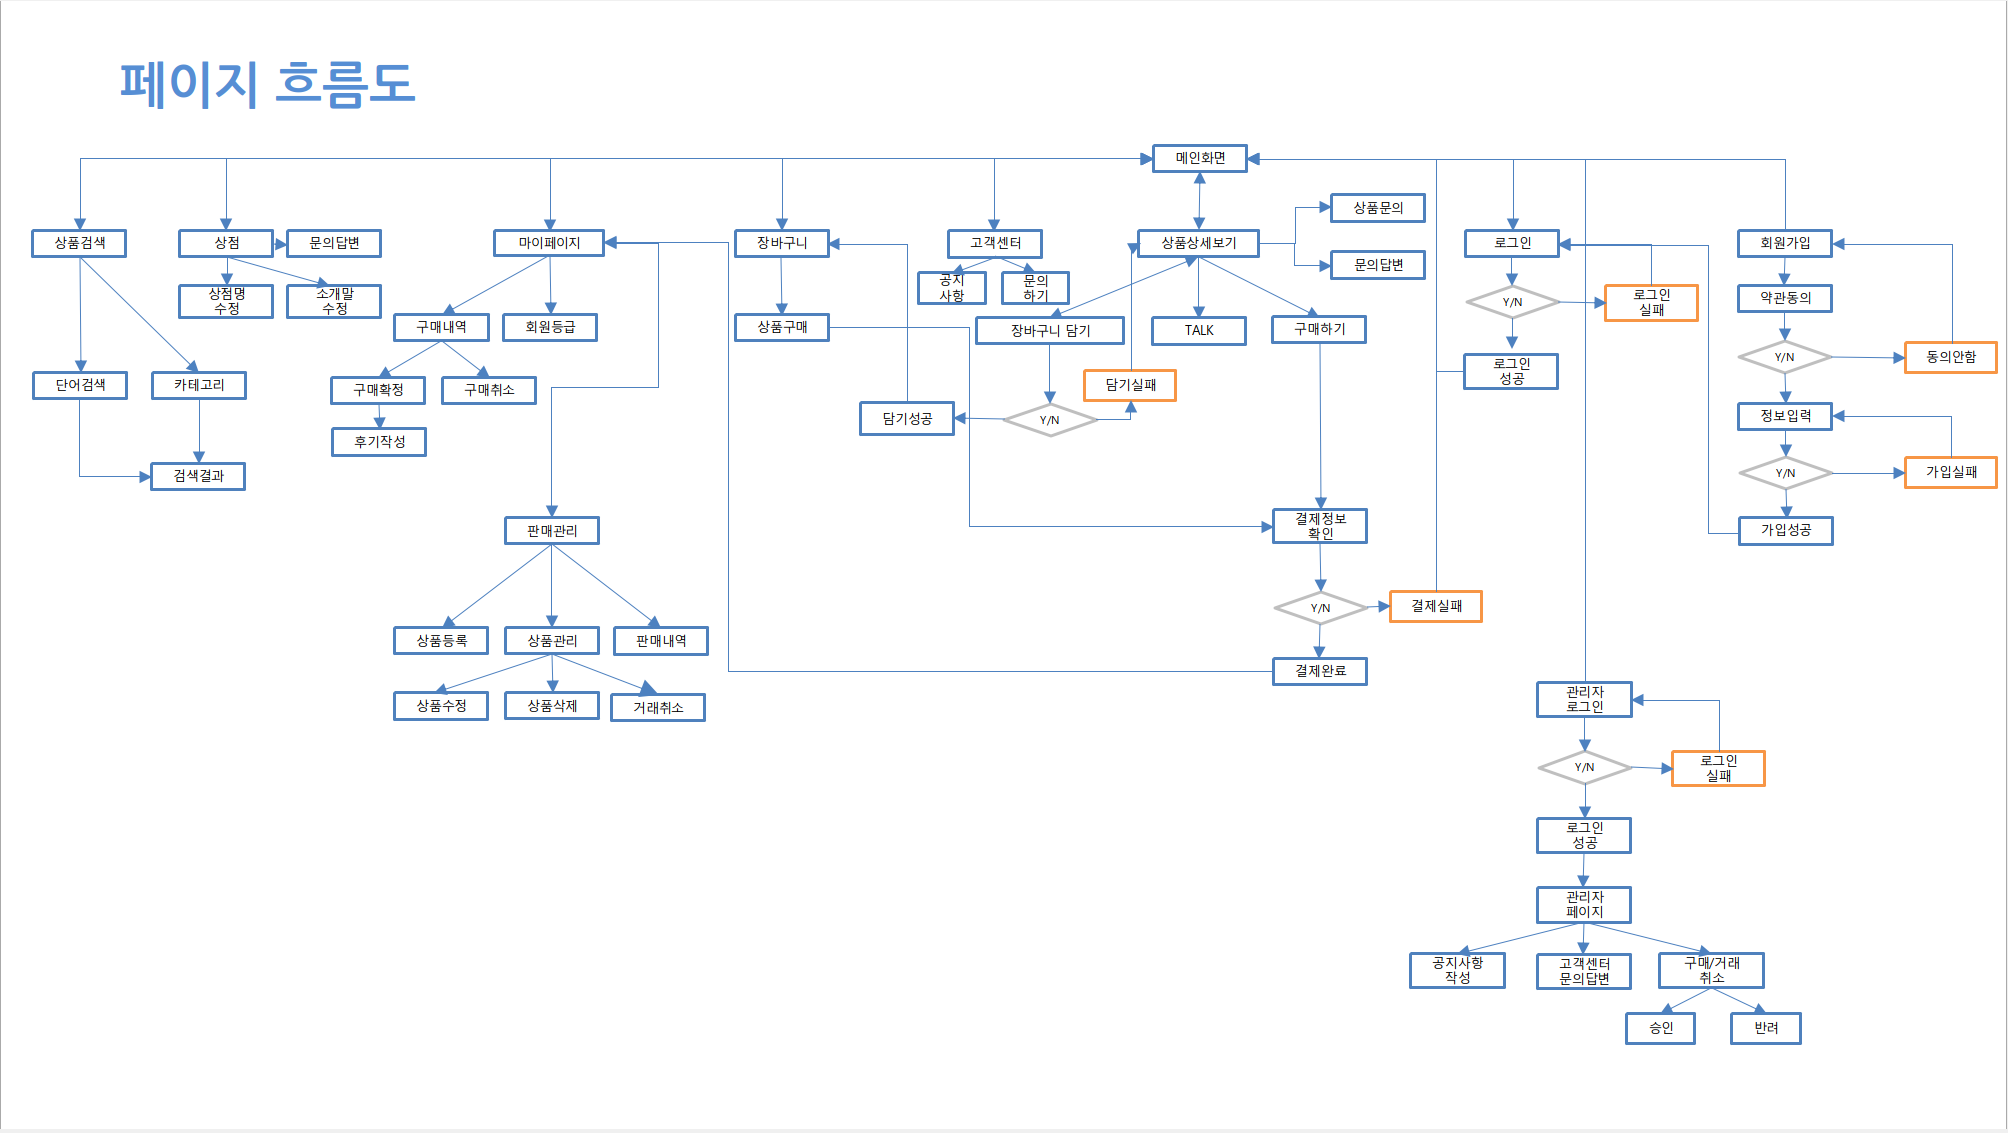 페이지 흐름도
메인화면
상품문의
상품검색
상점
문의답변
마이페이지
장바구니
고객센터
상품상세보기
문의답변
로그인
회원가입
공지
사항
문의
하기
상점명
수정
소개말
수정
Y/N
로그인
실패
약관동의
구매내역
회원등급
상품구매
장바구니 담기
TALK
구매하기
Y/N
동의안함
로그인
성공
단어검색
카테고리
구매확정
구매취소
담기실패
담기성공
Y/N
정보입력
후기작성
검색결과
Y/N
가입실패
판매관리
결제정보
확인
가입성공
Y/N
결제실패
상품등록
상품관리
판매내역
결제완료
상품수정
상품삭제
거래취소
관리자
로그인
Y/N
로그인
실패
로그인
성공
관리자
페이지
공지사항
작성
고객센터
문의답변
구매/거래
취소
승인
반려